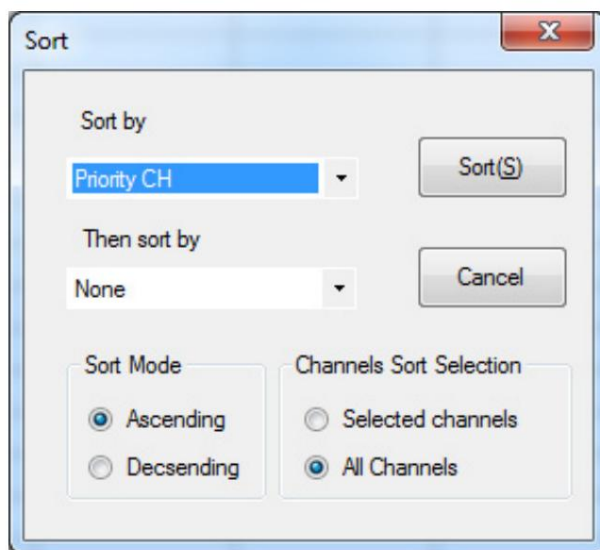 Sort
Sort by
Priority CH
Sort(S)
Then sort by
None
Cancel
Sort Mode
Channels Sort Selection
Ascending
Selected channels
Decsending
All Channels